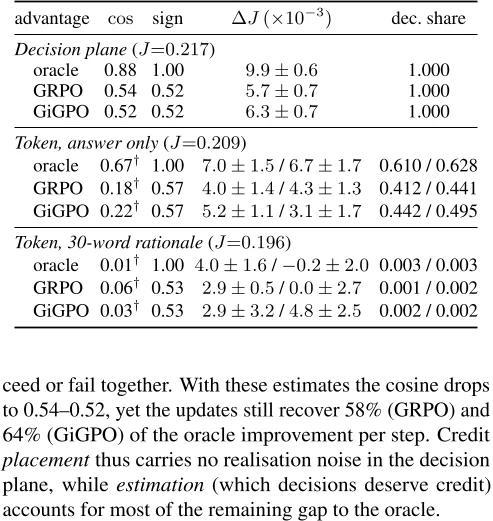 advantage cos sign ΔJ (×10⁻³) dec. share
Decision plane (J=0.217)
oracle 0.88 1.00 9.9 ± 0.6 1.000
GRPO 0.54 0.52 5.7 ± 0.7 1.000
GiGPO 0.52 0.52 6.3 ± 0.7 1.000
Token, answer only (J=0.209)
oracle 0.67† 1.00 7.0 ± 1.5 / 6.7 ± 1.7 0.610 / 0.628
GRPO 0.18† 0.57 4.0 ± 1.4 / 4.3 ± 1.3 0.412 / 0.441
GiGPO 0.22† 0.57 5.2 ± 1.1 / 3.1 ± 1.7 0.442 / 0.495
Token, 30-word rationale (J=0.196)
oracle 0.01† 1.00 4.0 ± 1.6 / −0.2 ± 2.0 0.003 / 0.003
GRPO 0.06† 0.53 2.9 ± 0.5 / 0.0 ± 2.7 0.001 / 0.002
GiGPO 0.03† 0.53 2.9 ± 3.2 / 4.8 ± 2.5 0.002 / 0.002
ceed or fail together. With these estimates the cosine drops
to 0.54–0.52, yet the updates still recover 58% (GRPO) and
64% (GiGPO) of the oracle improvement per step. Credit
placement thus carries no realisation noise in the decision
plane, while estimation (which decisions deserve credit)
accounts for most of the remaining gap to the oracle.